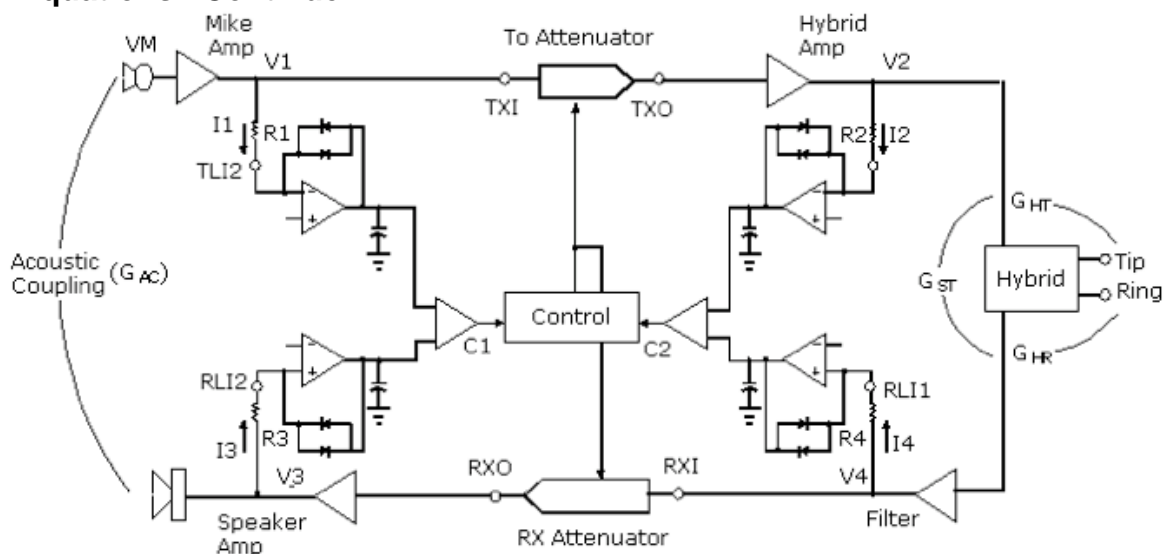 Mike
Amp
VM
V1
To Attenuator
TXI
TXO
Hybrid
Amp
V2
I1
R1
TLI2
R2
I2
−
+
−
+
Acoustic
Coupling
(G AC)
G HT
G ST
Hybrid
Tip
Ring
G HR
Control
C1
C2
−
+
−
+
RLI2
R3
I3
RLI1
R4
I4
V3
RXO
RXI
V4
Speaker
Amp
RX Attenuator
Filter